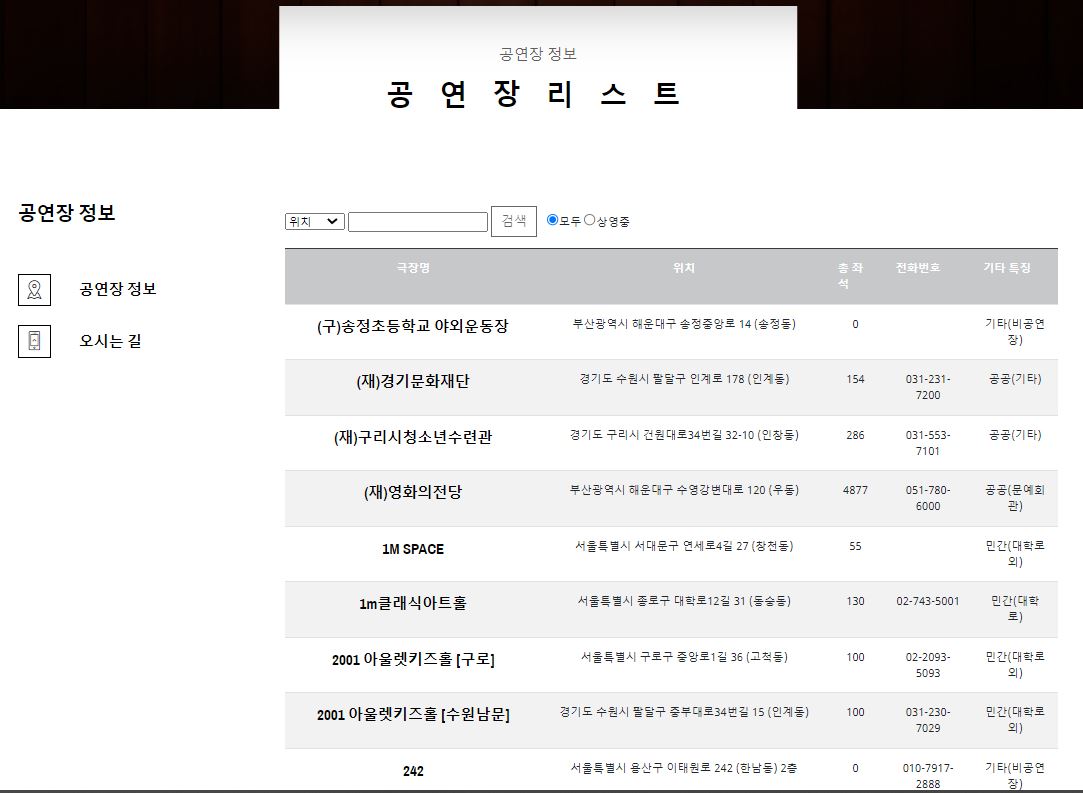 공연장 정보
공 연 장 리 스 트
공연장 정보
공연장 정보
오시는 길
위치 검색 모두 상영중
극장명 위치 총 좌석 전화번호 기타 특징
(구)송정초등학교 야외운동장 부산광역시 해운대구 송정중앙로 14 (송정동) 0 기타(비공연장)
(재)경기문화재단 경기도 수원시 팔달구 인계로 178 (인계동) 154 031-231-7200 공공(기타)
(재)구리시청소년수련관 경기도 구리시 건원대로34번길 32-10 (인창동) 286 031-553-7101 공공(기타)
(재)영화의전당 부산광역시 해운대구 수영강변대로 120 (우동) 4877 051-780-6000 공공(문예회관)
1M SPACE 서울특별시 서대문구 연세로4길 27 (창천동) 55 민간(대학로 외)
1m클래식아트홀 서울특별시 종로구 대학로12길 31 (동숭동) 130 02-743-5001 민간(대학로)
2001 아울렛키즈홀 [구로] 서울특별시 구로구 중앙로1길 36 (고척동) 100 02-2093-5093 민간(대학로 외)
2001 아울렛키즈홀 [수원남문] 경기도 수원시 팔달구 중부대로34번길 15 (인계동) 100 031-230-7029 민간(대학로 외)
242 서울특별시 용산구 이태원로 242 (한남동) 2층 0 010-7917-2888 기타(비공연장)